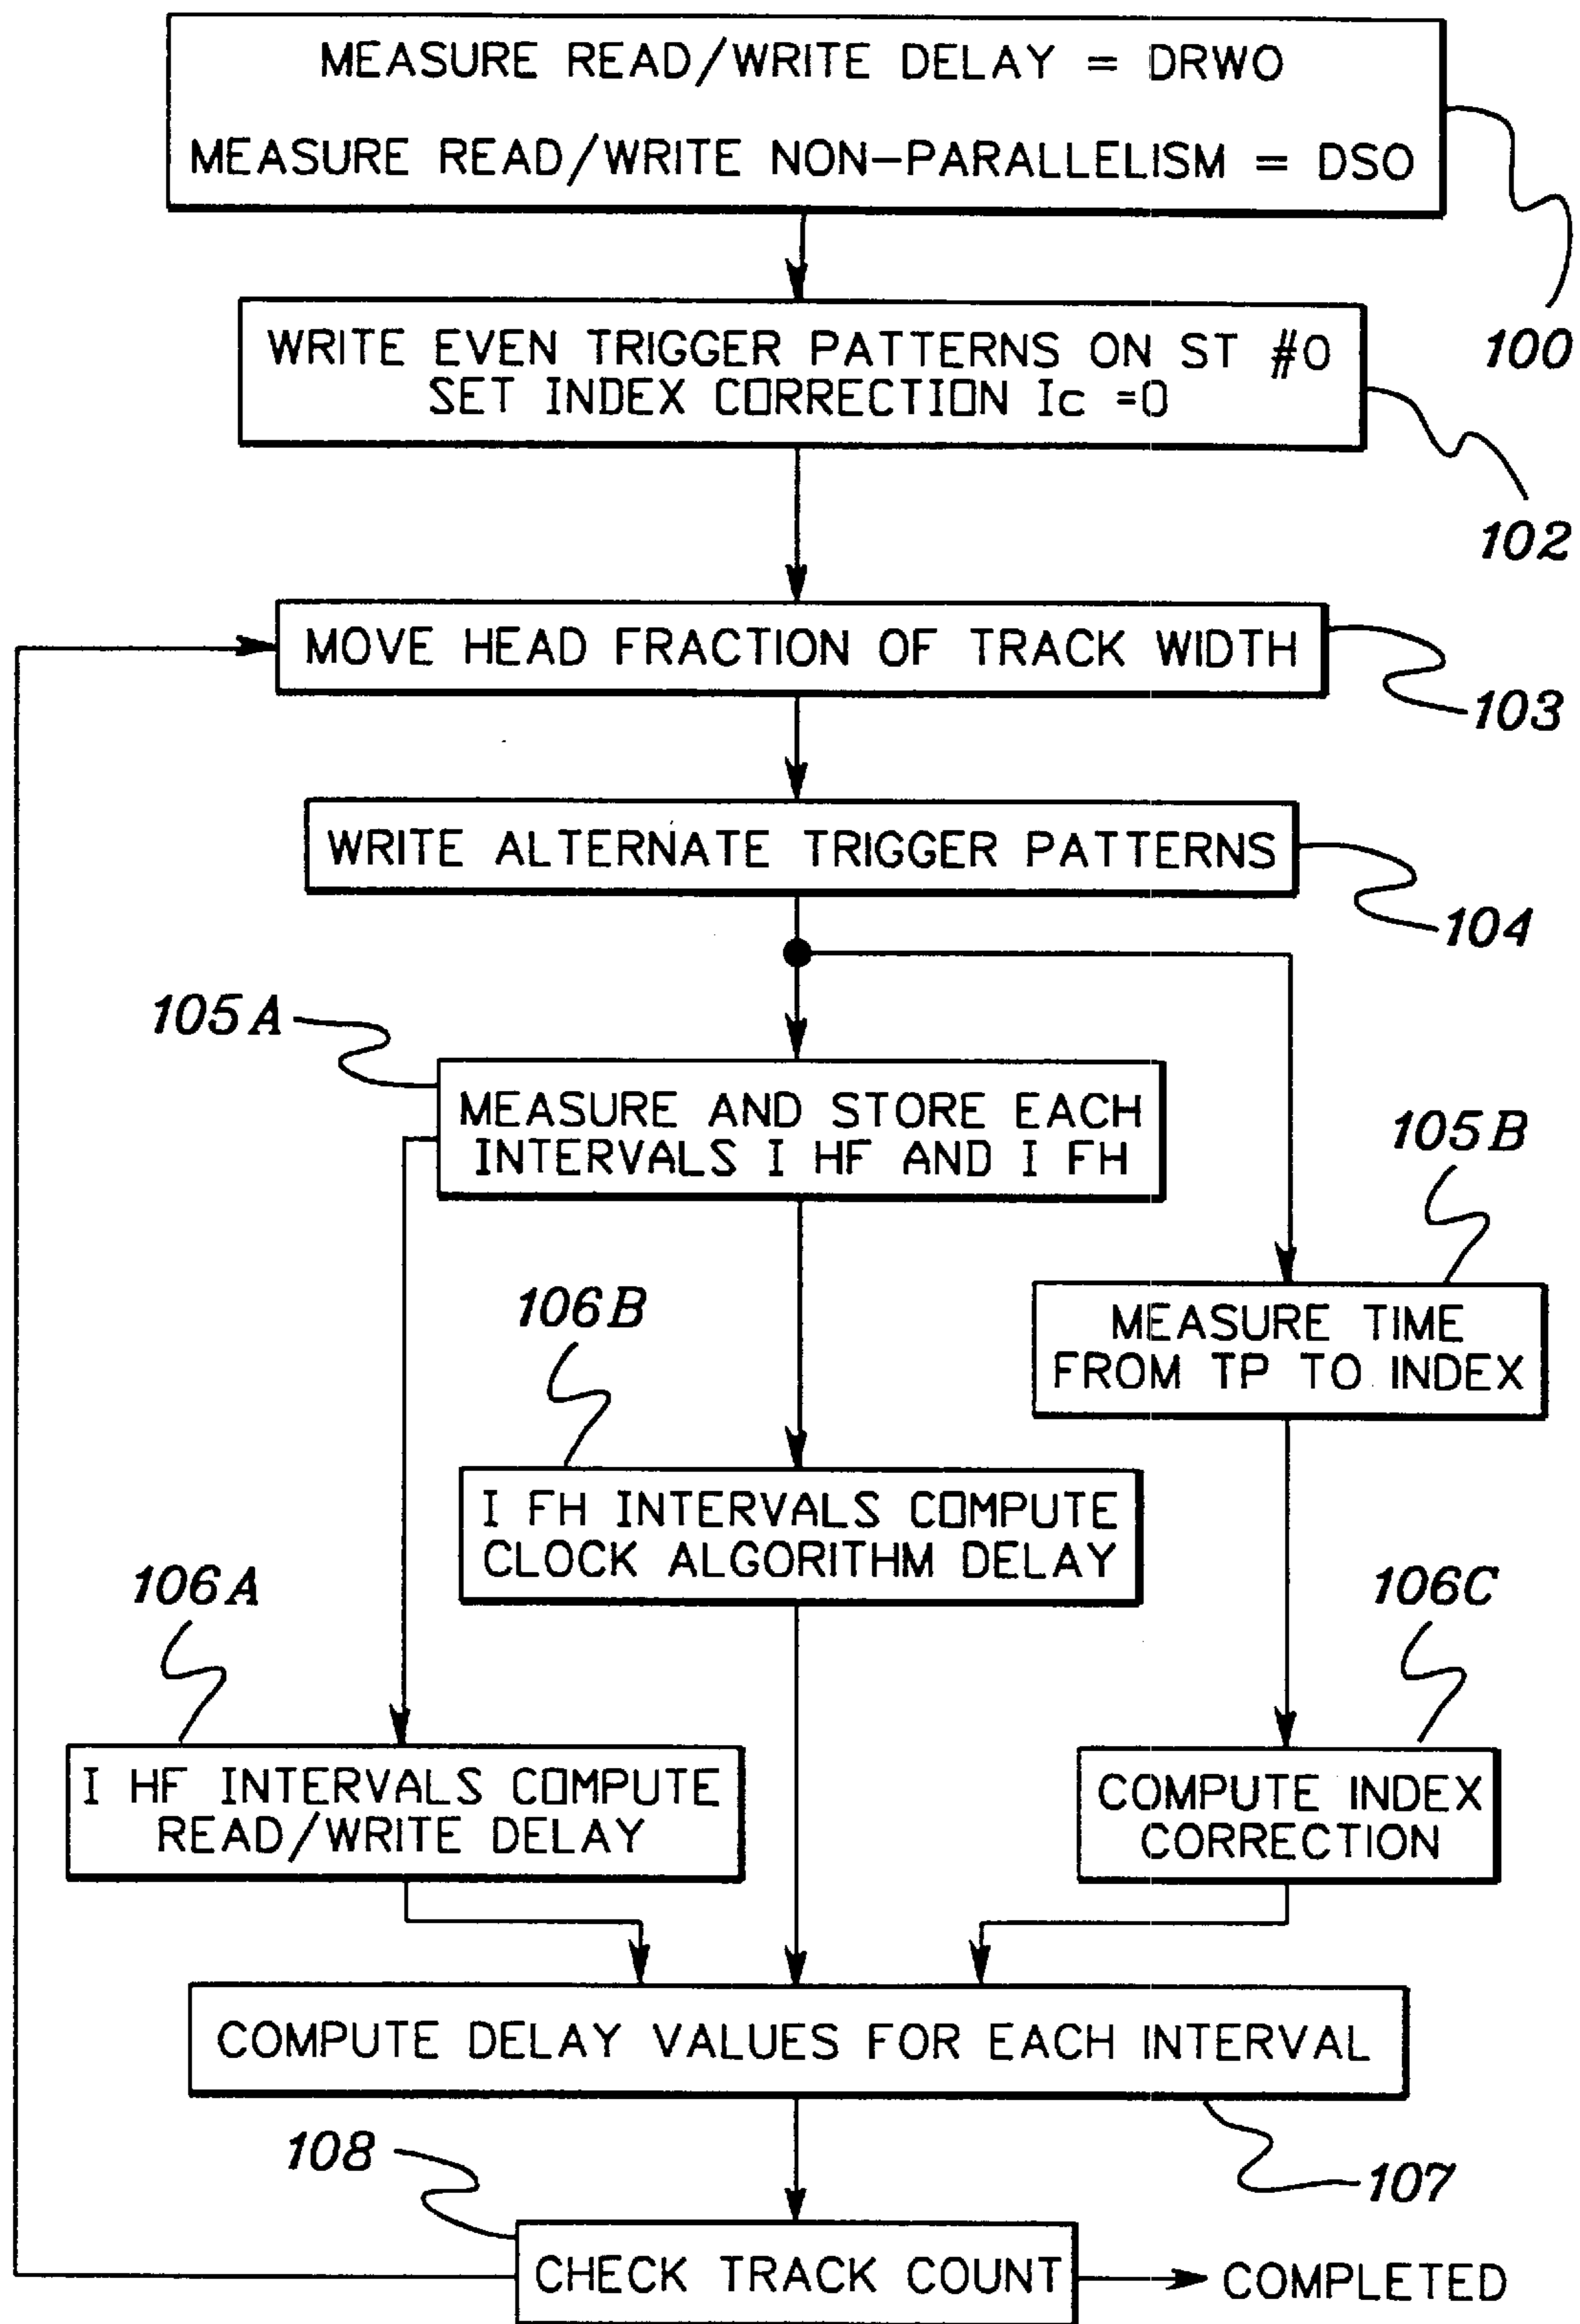 MEASURE READ/WRITE DELAY = DRWO
MEASURE READ/WRITE NON-PARALLELISM = DSO
100
WRITE EVEN TRIGGER PATTERNS ON ST #0
SET INDEX CORRECTION Ic =0
102
MOVE HEAD FRACTION OF TRACK WIDTH
103
WRITE ALTERNATE TRIGGER PATTERNS
104
105A
MEASURE AND STORE EACH
INTERVALS I HF AND I FH
105B
MEASURE TIME
FROM TP TO INDEX
106B
I FH INTERVALS COMPUTE
CLOCK ALGORITHM DELAY
106A
I HF INTERVALS COMPUTE
READ/WRITE DELAY
106C
COMPUTE INDEX
CORRECTION
COMPUTE DELAY VALUES FOR EACH INTERVAL
107
108
CHECK TRACK COUNT
COMPLETED